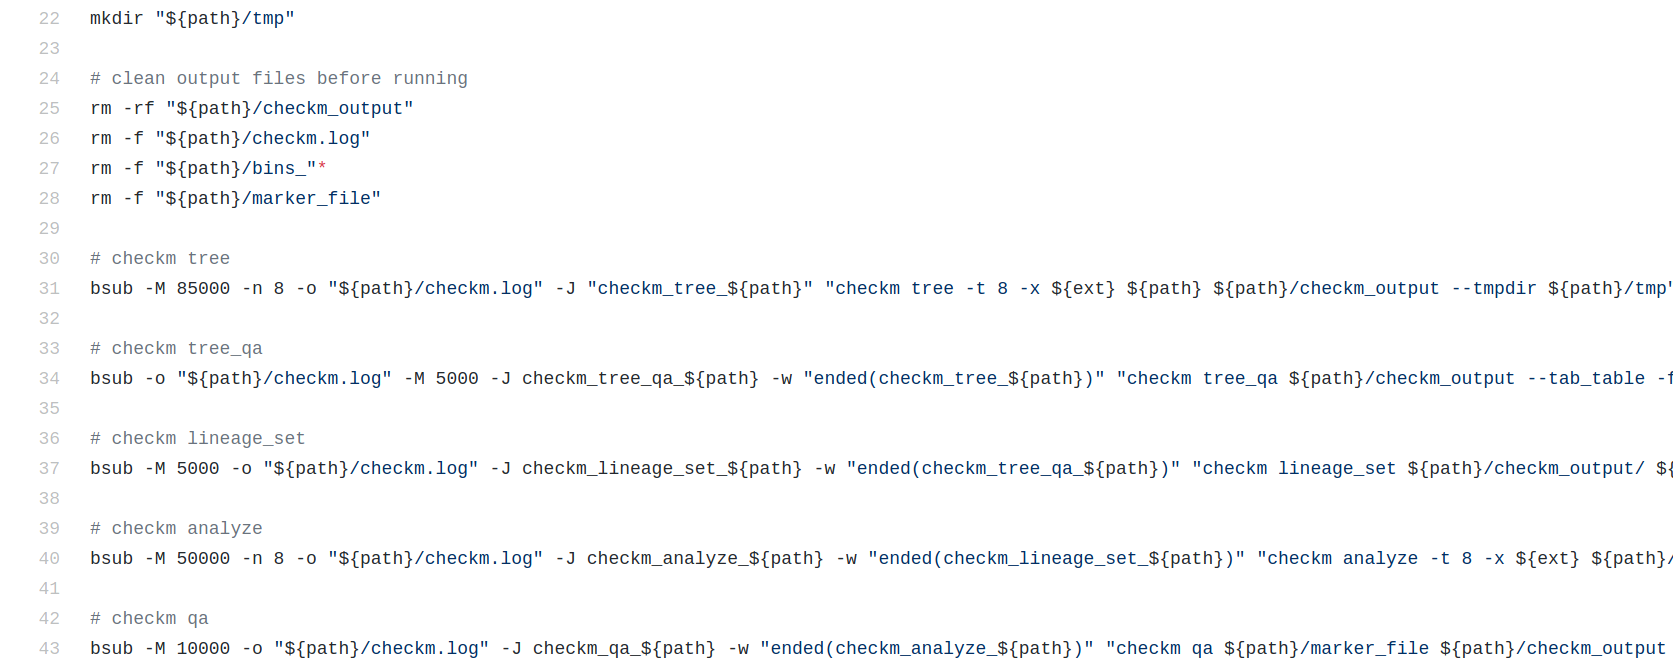 22 mkdir "${path}/tmp"
23
24 # clean output files before running
25 rm -rf "${path}/checkm_output"
26 rm -f "${path}/checkm.log"
27 rm -f "${path}/bins_"*
28 rm -f "${path}/marker_file"
29
30 # checkm tree
31 bsub -M 85000 -n 8 -o "${path}/checkm.log" -J "checkm_tree_${path}" "checkm tree -t 8 -x ${ext} ${path} ${path}/checkm_output --tmpdir ${path}/tmp"
32
33 # checkm tree_qa
34 bsub -o "${path}/checkm.log" -M 5000 -J checkm_tree_qa_${path} -w "ended(checkm_tree_${path})" "checkm tree_qa ${path}/checkm_output --tab_table -f
35
36 # checkm lineage_set
37 bsub -M 5000 -o "${path}/checkm.log" -J checkm_lineage_set_${path} -w "ended(checkm_tree_qa_${path})" "checkm lineage_set ${path}/checkm_output/ ${
38
39 # checkm analyze
40 bsub -M 50000 -n 8 -o "${path}/checkm.log" -J checkm_analyze_${path} -w "ended(checkm_lineage_set_${path})" "checkm analyze -t 8 -x ${ext} ${path}/
41
42 # checkm qa
43 bsub -M 10000 -o "${path}/checkm.log" -J checkm_qa_${path} -w "ended(checkm_analyze_${path})" "checkm qa ${path}/marker_file ${path}/checkm_output